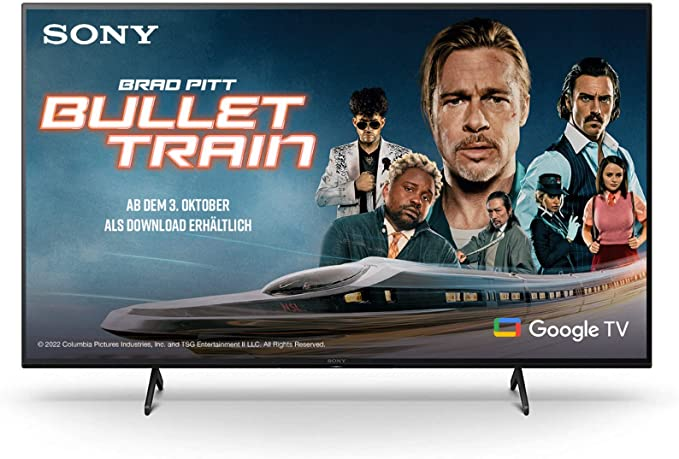 SONY
BRAD PITT
BULLET
TRAIN
AB DEM 3. OKTOBER
ALS DOWNLOAD ERHÄLTLICH
NSL
Google TV
© 2022 Columbia Pictures Industries, Inc. and TSG Entertainment II LLC. All Rights Reserved.
SONY